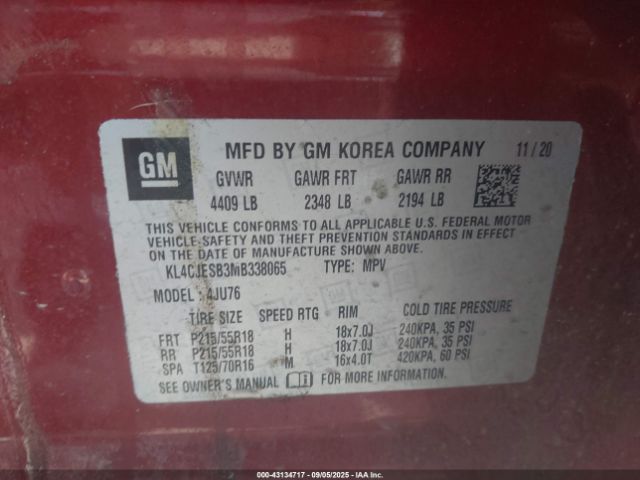 GM
MFD BY GM KOREA COMPANY 11/20
GVWR GAWR FRT GAWR RR
4409 LB 2348 LB 2194 LB
THIS VEHICLE CONFORMS TO ALL APPLICABLE U.S. FEDERAL MOTOR
VEHICLE SAFETY AND THEFT PREVENTION STANDARDS IN EFFECT
ON THE DATE OF MANUFACTURE SHOWN ABOVE.
KL4CJESB3MB338065 TYPE: MPV
MODEL: 4JU76
TIRE SIZE SPEED RTG RIM COLD TIRE PRESSURE
FRT P215/55R18 H 18x7.0J 240KPA, 35 PSI
RR P215/55R18 H 18x7.0J 240KPA, 35 PSI
SPA T125/70R16 M 16x4.0T 420KPA, 60 PSI
SEE OWNER'S MANUAL FOR MORE INFORMATION.
000-43134717 - 09/05/2025 - IAA Inc.